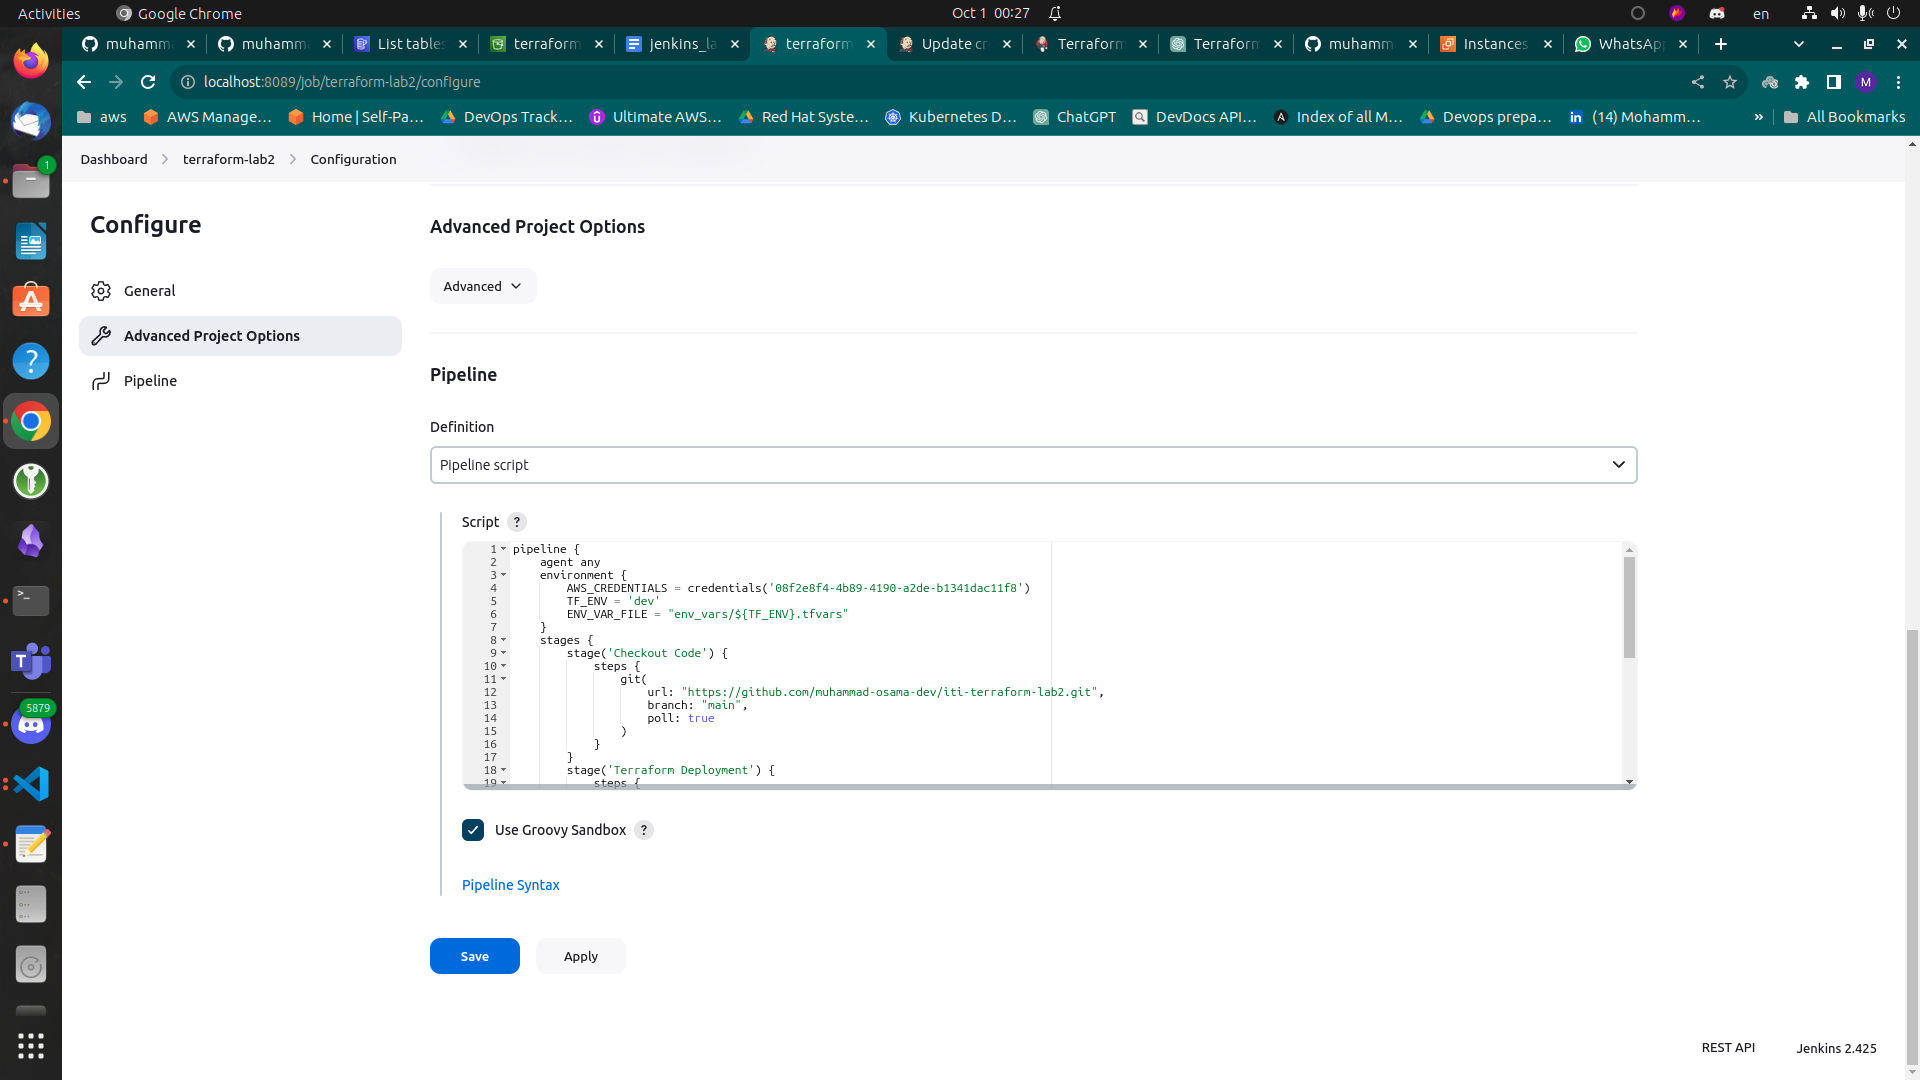 Activities
Google Chrome
Oct 1 00:27
en
muhamma
muhamma
List tables
terraform
jenkins_la
terraform
Update cr
Terraform
Terraform
muhamm
Instances
WhatsApp
localhost:8089/job/terraform-lab2/configure
M
aws
AWS Manage...
Home | Self-Pa...
DevOps Track...
UltImate AWS...
Red Hat Syste...
Kubernetes D...
ChatGPT
DevDocs API...
Index of all M...
Devops prepa...
(14) Mohamm...
»
All Bookmarks
Dashboard
terraform-lab2
Configuration
1
5879
Configure
General
Advanced Project Options
Pipeline
Advanced Project Options
Advanced
Pipeline
Definition
Pipeline script
Script ?
1 pipeline {
2 agent any
3 environment {
4 AWS_CREDENTIALS = credentials('08f2e8f4-4b89-4190-a2de-b1341dac11f8')
5 TF_ENV = 'dev'
6 ENV_VAR_FILE = "env_vars/${TF_ENV}.tfvars"
7 }
8 stages {
9 stage('Checkout Code') {
10 steps {
11 git(
12 url: "https://github.com/muhammad-osama-dev/iti-terraform-lab2.git",
13 branch: "main",
14 poll: true
15 )
16 }
17 }
18 stage('Terraform Deployment') {
19 steps {
Use Groovy Sandbox ?
Pipeline Syntax
Save
Apply
REST API
Jenkins 2.425